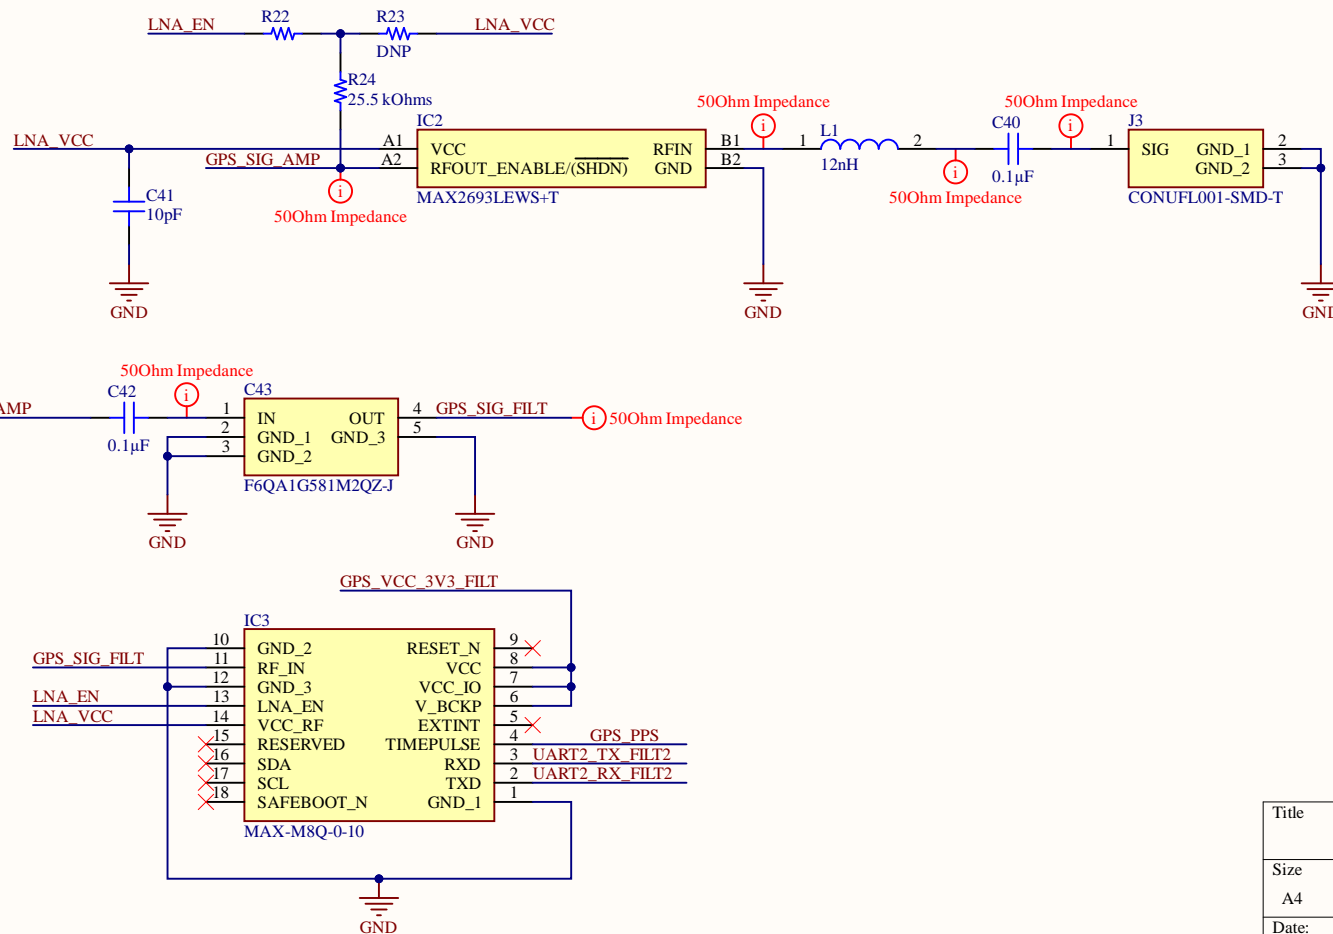 LNA_EN R22 R23 LNA_VCC
DNP
R24
25.5 kOhms
LNA_VCC
GPS_SIG_AMP
50Ohm Impedance
C41
10pF
GND
IC2
A1 VCC RFIN B1
A2 RFOUT_ENABLE/(SHDN) GND B2
MAX2693LEWS+T
50Ohm Impedance
1 L1 2
12nH
GND
50Ohm Impedance
C40
0.1µF
50Ohm Impedance
J3
1 SIG GND_1 2
GND_2 3
CONUFL001-SMD-T
GND
AMP
C42
0.1µF
50Ohm Impedance
C43
1 IN OUT 4 GPS_SIG_FILT
2 GND_1 GND_3 5
3 GND_2
F6QA1G581M2QZ-J
50Ohm Impedance
GND
GND
GPS_VCC_3V3_FILT
IC3
10 GND_2 RESET_N 9
GPS_SIG_FILT 11 RF_IN VCC 8
12 GND_3 VCC_IO 7
LNA_EN 13 LNA_EN V_BCKP 6
LNA_VCC 14 VCC_RF EXTINT 5
15 RESERVED TIMEPULSE 4 GPS_PPS
16 SDA RXD 3 UART2_TX_FILT2
17 SCL TXD 2 UART2_RX_FILT2
18 SAFEBOOT_N GND_1 1
MAX-M8Q-0-10
GND
Title
Size
A4
Date: